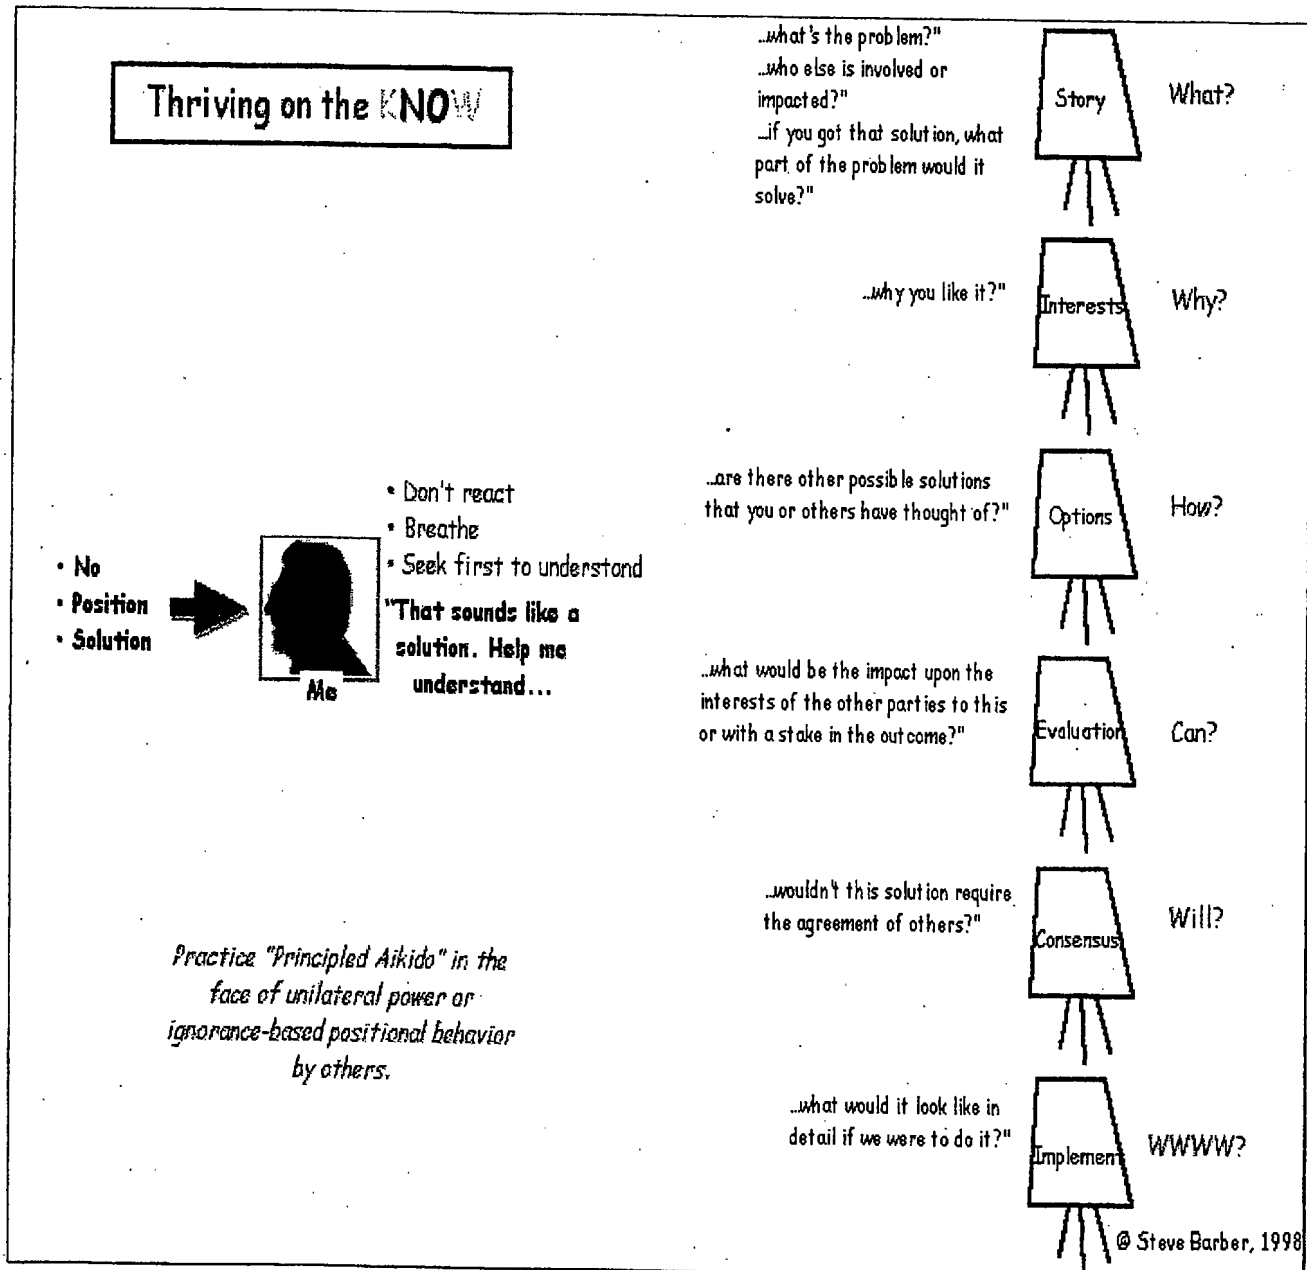 Thriving on the KNOW
...what's the problem?"
...who else is involved or
impacted?"
...if you got that solution, what
part of the problem would it
solve?"
Story
What?
...why you like it?"
Interests
Why?
...are there other possible solutions
that you or others have thought of?"
Options
How?
• No
• Position
• Solution
Me
• Don't react
• Breathe
• Seek first to understand
"That sounds like a
solution. Help me
understand...
...what would be the impact upon the
interests of the other parties to this
or with a stake in the outcome?"
Evaluation
Can?
...wouldn't this solution require
the agreement of others?"
Consensus
Will?
Practice "Principled Aikido" in the
face of unilateral power or
ignorance-based positional behavior
by others.
...what would it look like in
detail if we were to do it?"
Implement
WWWW?
@ Steve Barber, 1998